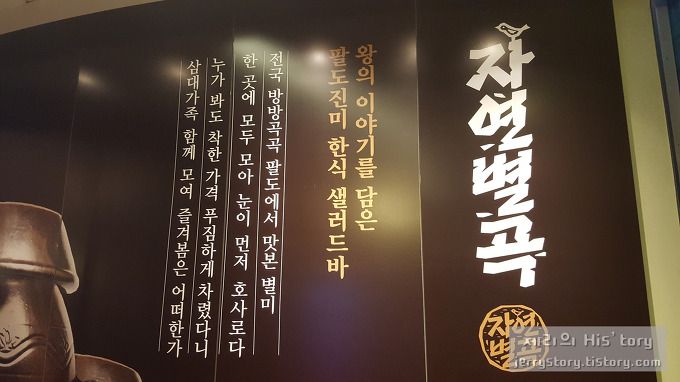 자연별곡
왕의 이야기를 담은
팔도진미 한식 샐러드바
전국 방방곡곡 팔도에서 맛본 별미
한 곳에 모두 모아 눈이 먼저 호사로다
누가 봐도 착한 가격 푸짐하게 차렸다니
삼대가족 함께 모여 즐겨봄은 어떠한가
자연
별곡
제리의 His'tory
jerrystory.tistory.com